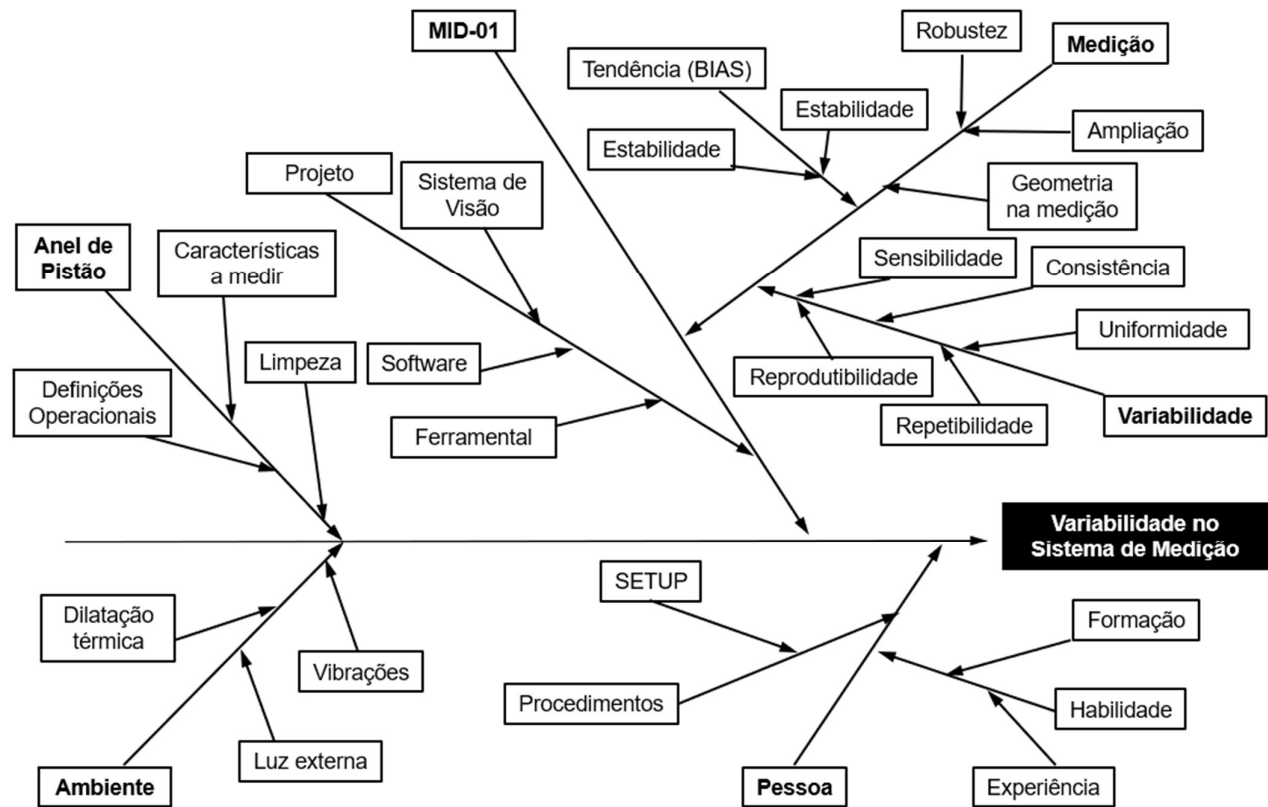 MID-01
Robustez
Medição
Tendência (BIAS)
Estabilidade
Ampliação
Estabilidade
Projeto
Sistema de
Visão
Geometria
na medição
Anel de
Pistão
Característícas
a medir
Sensibilidade
Consistência
Uniformidade
Limpeza
Software
Reprodutibilidade
Definições
Operacionais
Ferramental
Repetibilidade
Variabilidade
Variabilidade no
Sistema de Medição
SETUP
Dilatação
térmica
Formação
Vibrações
Procedimentos
Habilidade
Luz externa
Ambiente
Pessoa
Experiência